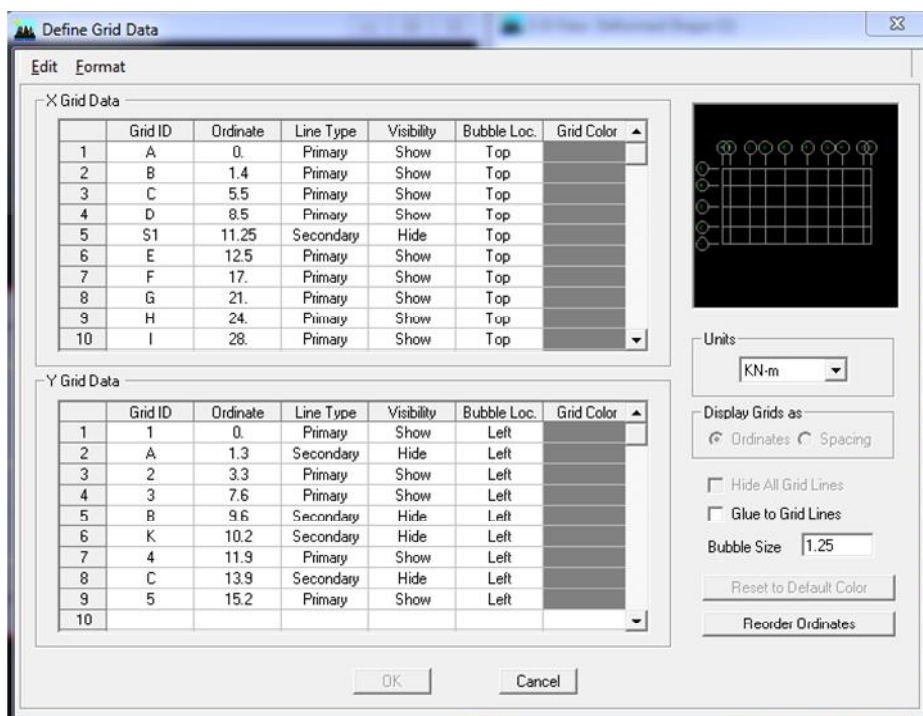 Define Grid Data
Edit Format
X Grid Data
Grid ID Ordinate Line Type Visibility Bubble Loc. Grid Color
1 A 0. Primary Show Top
2 B 1.4 Primary Show Top
3 C 5.5 Primary Show Top
4 D 8.5 Primary Show Top
5 S1 11.25 Secondary Hide Top
6 E 12.5 Primary Show Top
7 F 17. Primary Show Top
8 G 21. Primary Show Top
9 H 24. Primary Show Top
10 I 28. Primary Show Top
Units
KN-m
Y Grid Data
Grid ID Ordinate Line Type Visibility Bubble Loc. Grid Color
1 1 0. Primary Show Left
2 A 1.3 Secondary Hide Left
3 2 3.3 Primary Show Left
4 3 7.6 Primary Show Left
5 B 9.6 Secondary Hide Left
6 K 10.2 Secondary Hide Left
7 4 11.9 Primary Show Left
8 C 13.9 Secondary Hide Left
9 5 15.2 Primary Show Left
10
Display Grids as
Ordinates Spacing
Hide All Grid Lines
Glue to Grid Lines
Bubble Size 1.25
Reset to Default Color
Reorder Ordinates
OK Cancel